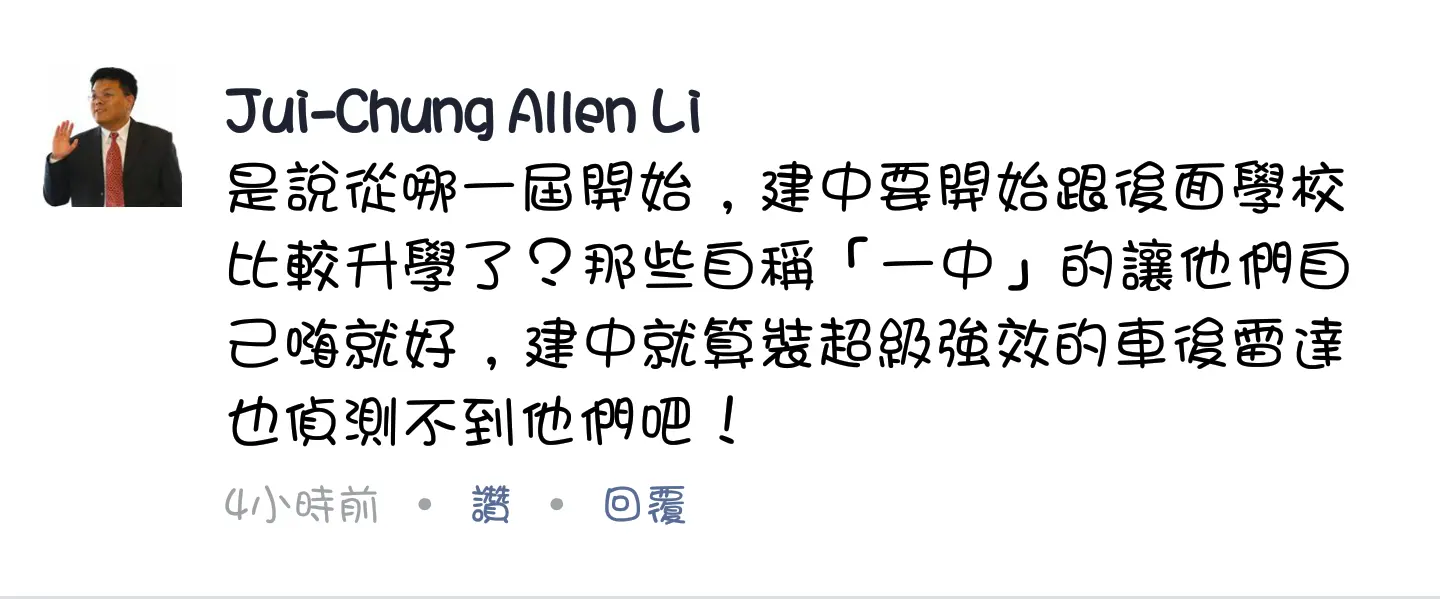 Jui-Chung Allen Li
是說從哪一屆開始，建中要開始跟後面學校
比較升學了？那些自稱「一中」的讓他們自
己嗨就好，建中就算裝超級強效的車後雷達
也偵測不到他們吧！
4小時前 • 讚 • 回覆